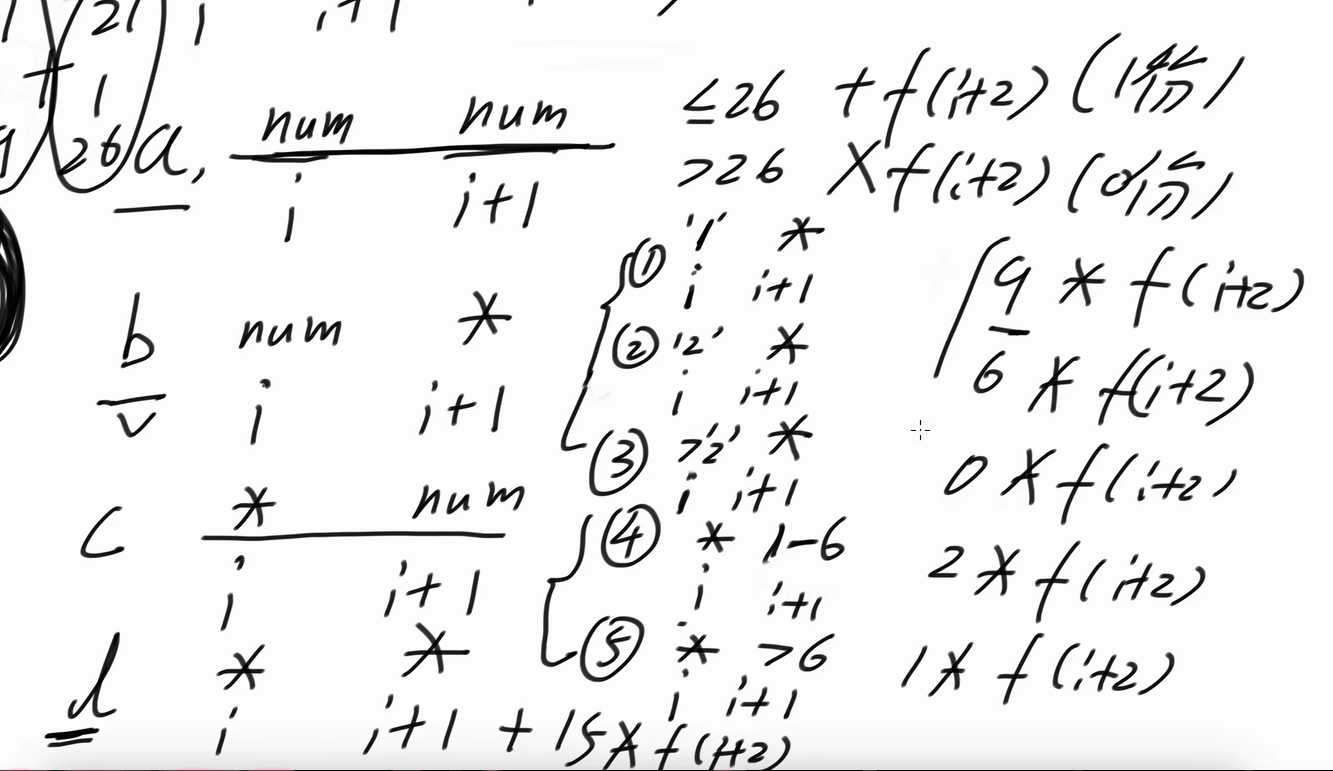 21 i i+1
+ 1
26 a, num num ≤26 + f(i+2) (1份)
i i+1 >26 X f(i+2) (0份)
b num * ① '1' * 9 * f(i+2)
i i+1 i i+1
② '2' * 6 * f(i+2)
i i+1
③ >'2' * 0 * f(i+2)
i i+1
c * num ④ * 1-6 2 * f(i+2)
i i+1 i i+1
⑤ * >6 1 * f(i+2)
i i+1
d * *
i i+1 + 15 * f(i+2)